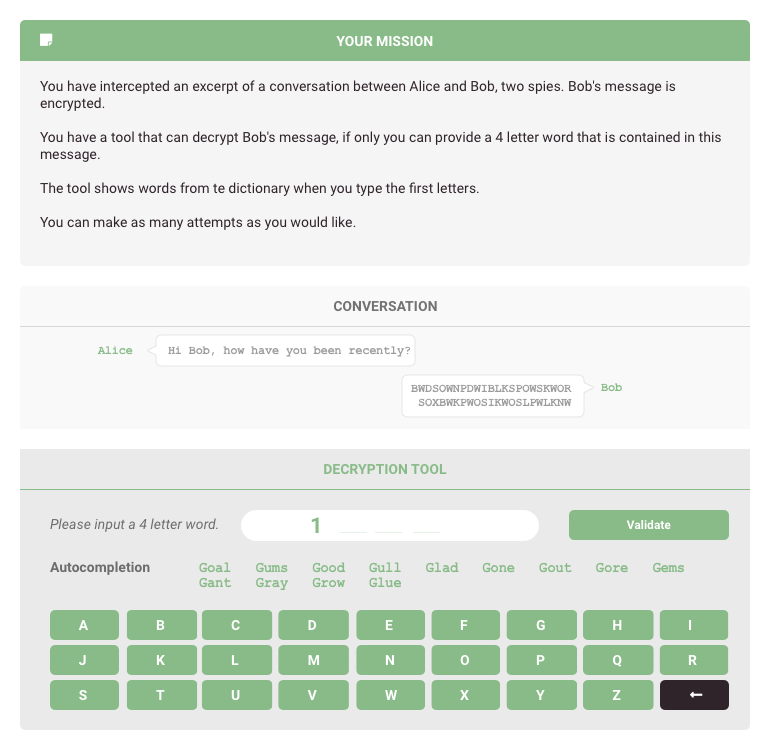 YOUR MISSION
You have intercepted an excerpt of a conversation between Alice and Bob, two spies. Bob's message is
encrypted.
You have a tool that can decrypt Bob's message, if only you can provide a 4 letter word that is contained in this
message.
The tool shows words from te dictionary when you type the first letters.
You can make as many attempts as you would like.
CONVERSATION
Alice Hi Bob, how have you been recently?
BWDSOWNPDWIBLKSPOWSKWOR Bob
SOXBWKPWOSIKWOSLPWLKNW
DECRYPTION TOOL
Please input a 4 letter word. 1 __ __ __ Validate
Autocompletion Goal Gums Good Gull Glad Gone Gout Gore Gems
Gant Gray Grow Glue
A B C D E F G H I
J K L M N O P Q R
S T U V W X Y Z ←